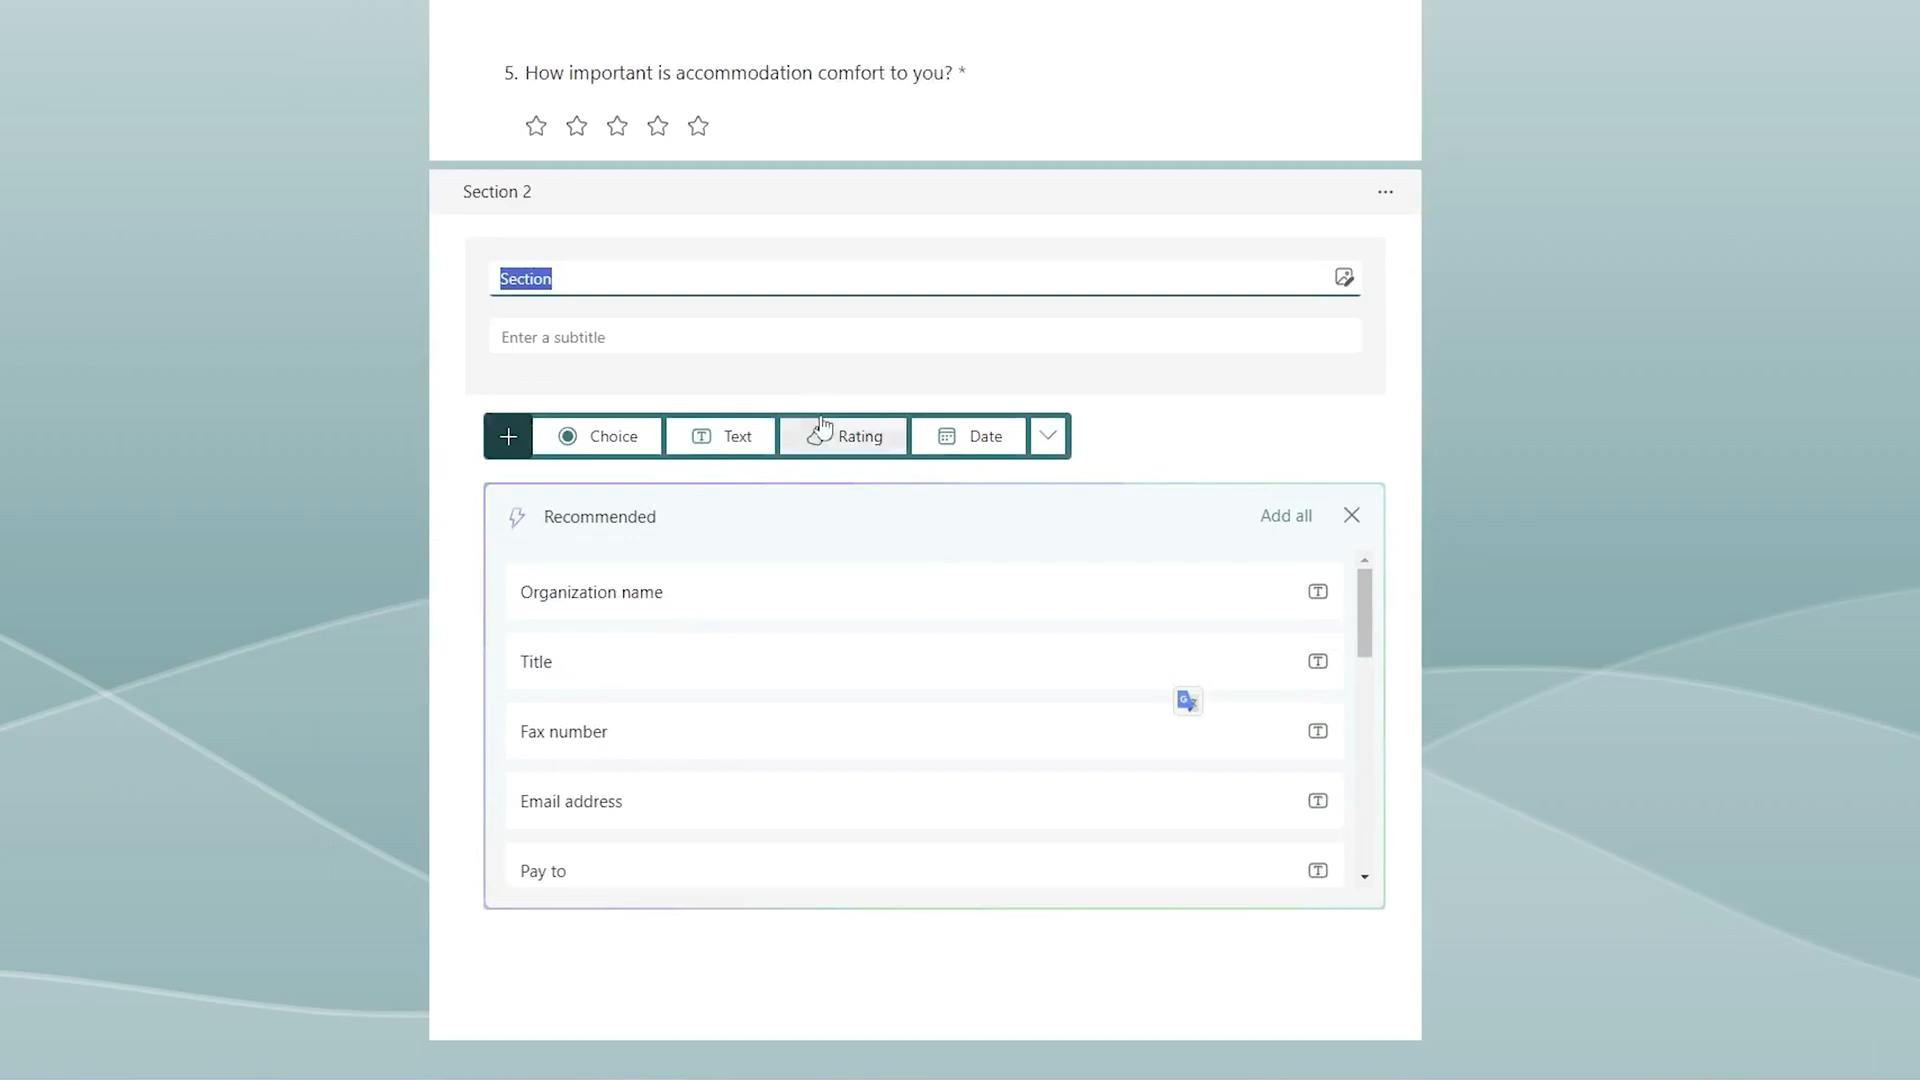 5. How important is accommodation comfort to you? *
Section 2
Section
Enter a subtitle
Choice
Text
Rating
Date
Recommended
Add all
Organization name
Title
Fax number
Email address
Pay to